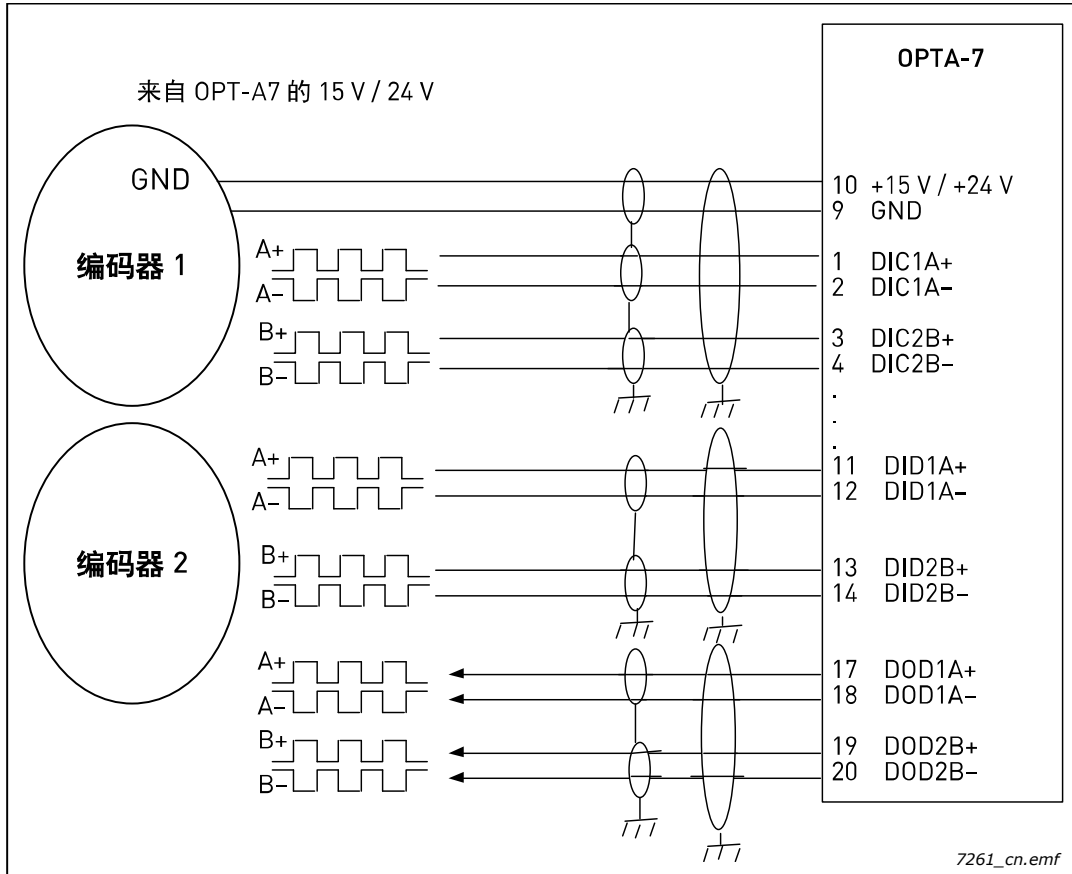 OPTA-7
来自 OPT-A7 的 15 V / 24 V
GND
编码器 1
A+
A-
B+
B-
10 +15 V / +24 V
9 GND
1 DIC1A+
2 DIC1A-
3 DIC2B+
4 DIC2B-
.
.
.
编码器 2
A+
A-
B+
B-
11 DID1A+
12 DID1A-
13 DID2B+
14 DID2B-
A+
A-
B+
B-
17 DOD1A+
18 DOD1A-
19 DOD2B+
20 DOD2B-
7261_cn.emf